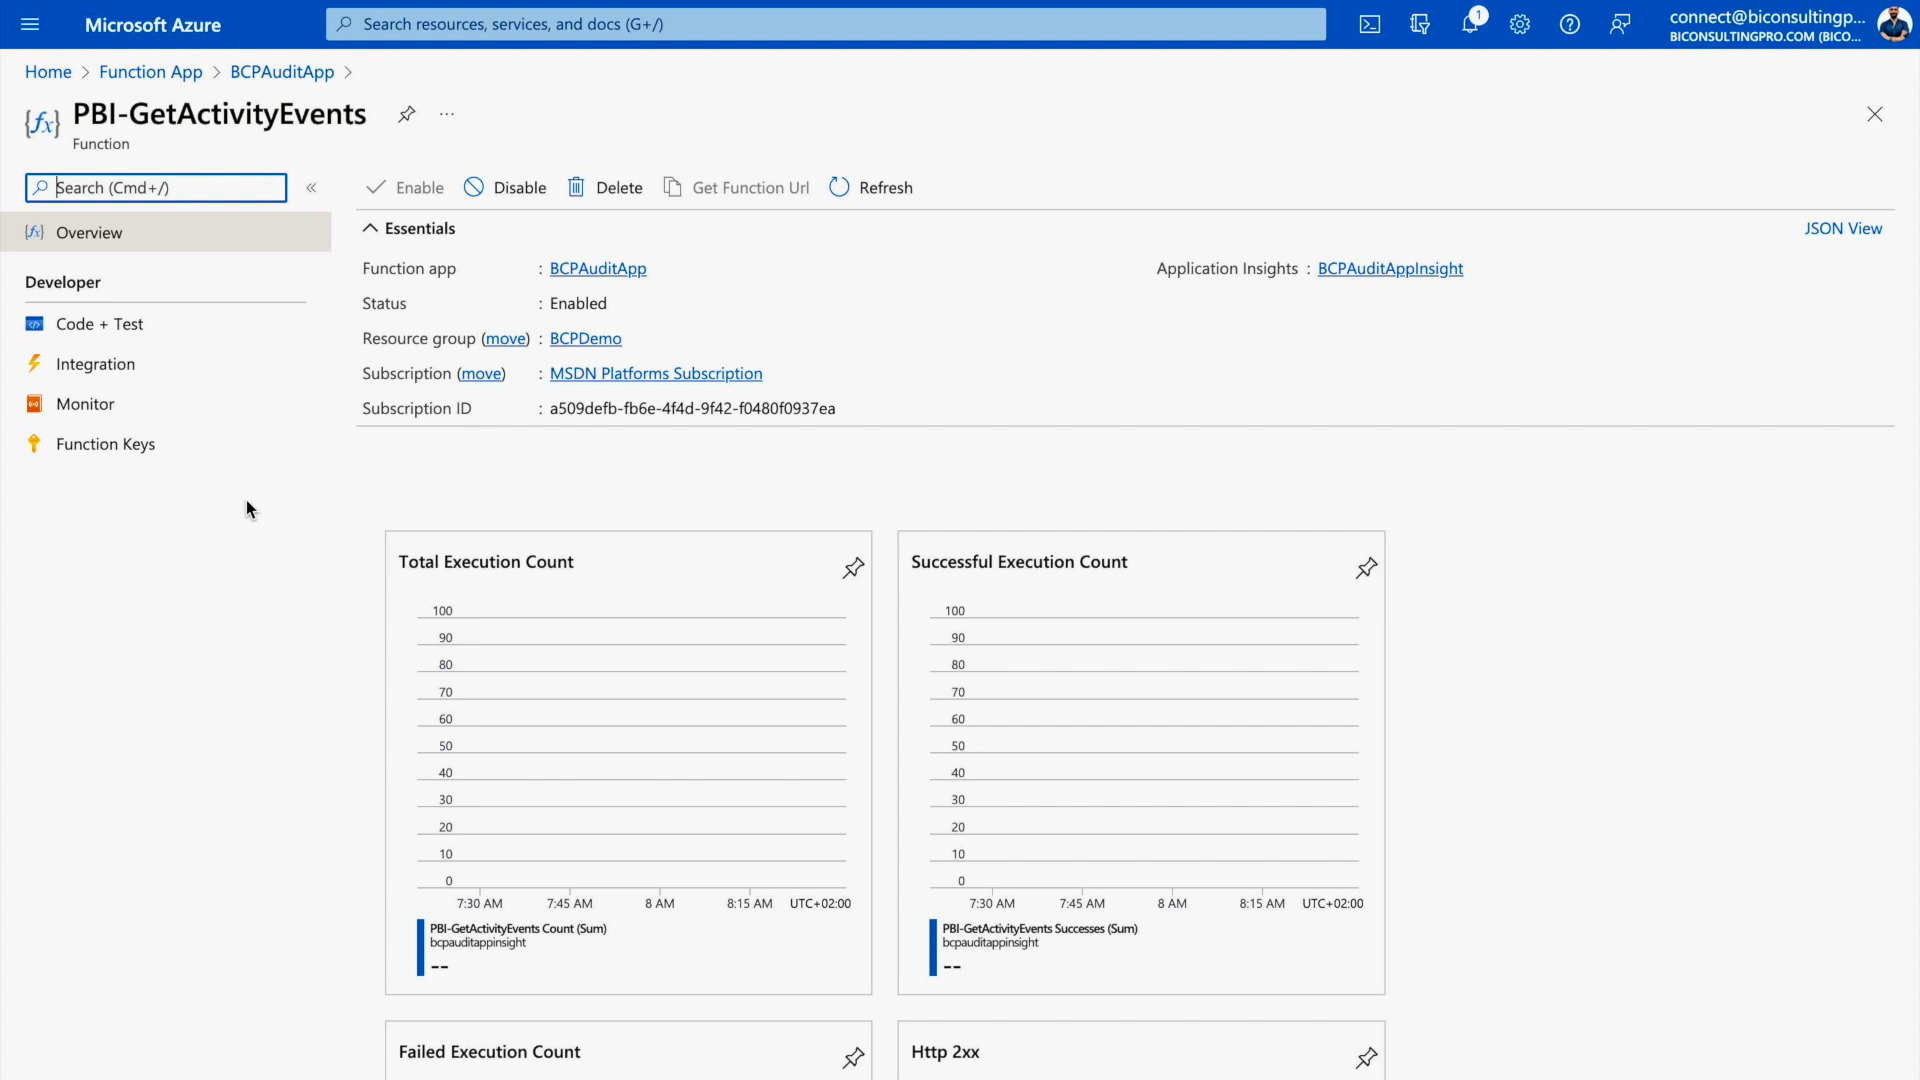 Microsoft Azure
Search resources, services, and docs (G+/)
1
connect@biconsultingp...
BICONSULTINGPRO.COM (BICO...
Home > Function App > BCPAuditApp >
{fx}
PBI-GetActivityEvents
...
Function
Search (Cmd+/)
«
Enable
Disable
Delete
Get Function Url
Refresh
{fx} Overview
Essentials
JSON View
Function app : BCPAuditApp
Application Insights : BCPAuditAppInsight
Developer
Status : Enabled
Code + Test
Resource group (move) : BCPDemo
Integration
Subscription (move) : MSDN Platforms Subscription
Monitor
Subscription ID : a509defb-fb6e-4f4d-9f42-f0480f0937ea
Function Keys
Total Execution Count
100
90
80
70
60
50
40
30
20
10
0
7:30 AM 7:45 AM 8 AM 8:15 AM UTC+02:00
PBI-GetActivityEvents Count (Sum)
bcpauditappinsight
--
Successful Execution Count
100
90
80
70
60
50
40
30
20
10
0
7:30 AM 7:45 AM 8 AM 8:15 AM UTC+02:00
PBI-GetActivityEvents Successes (Sum)
bcpauditappinsight
--
Failed Execution Count
Http 2xx